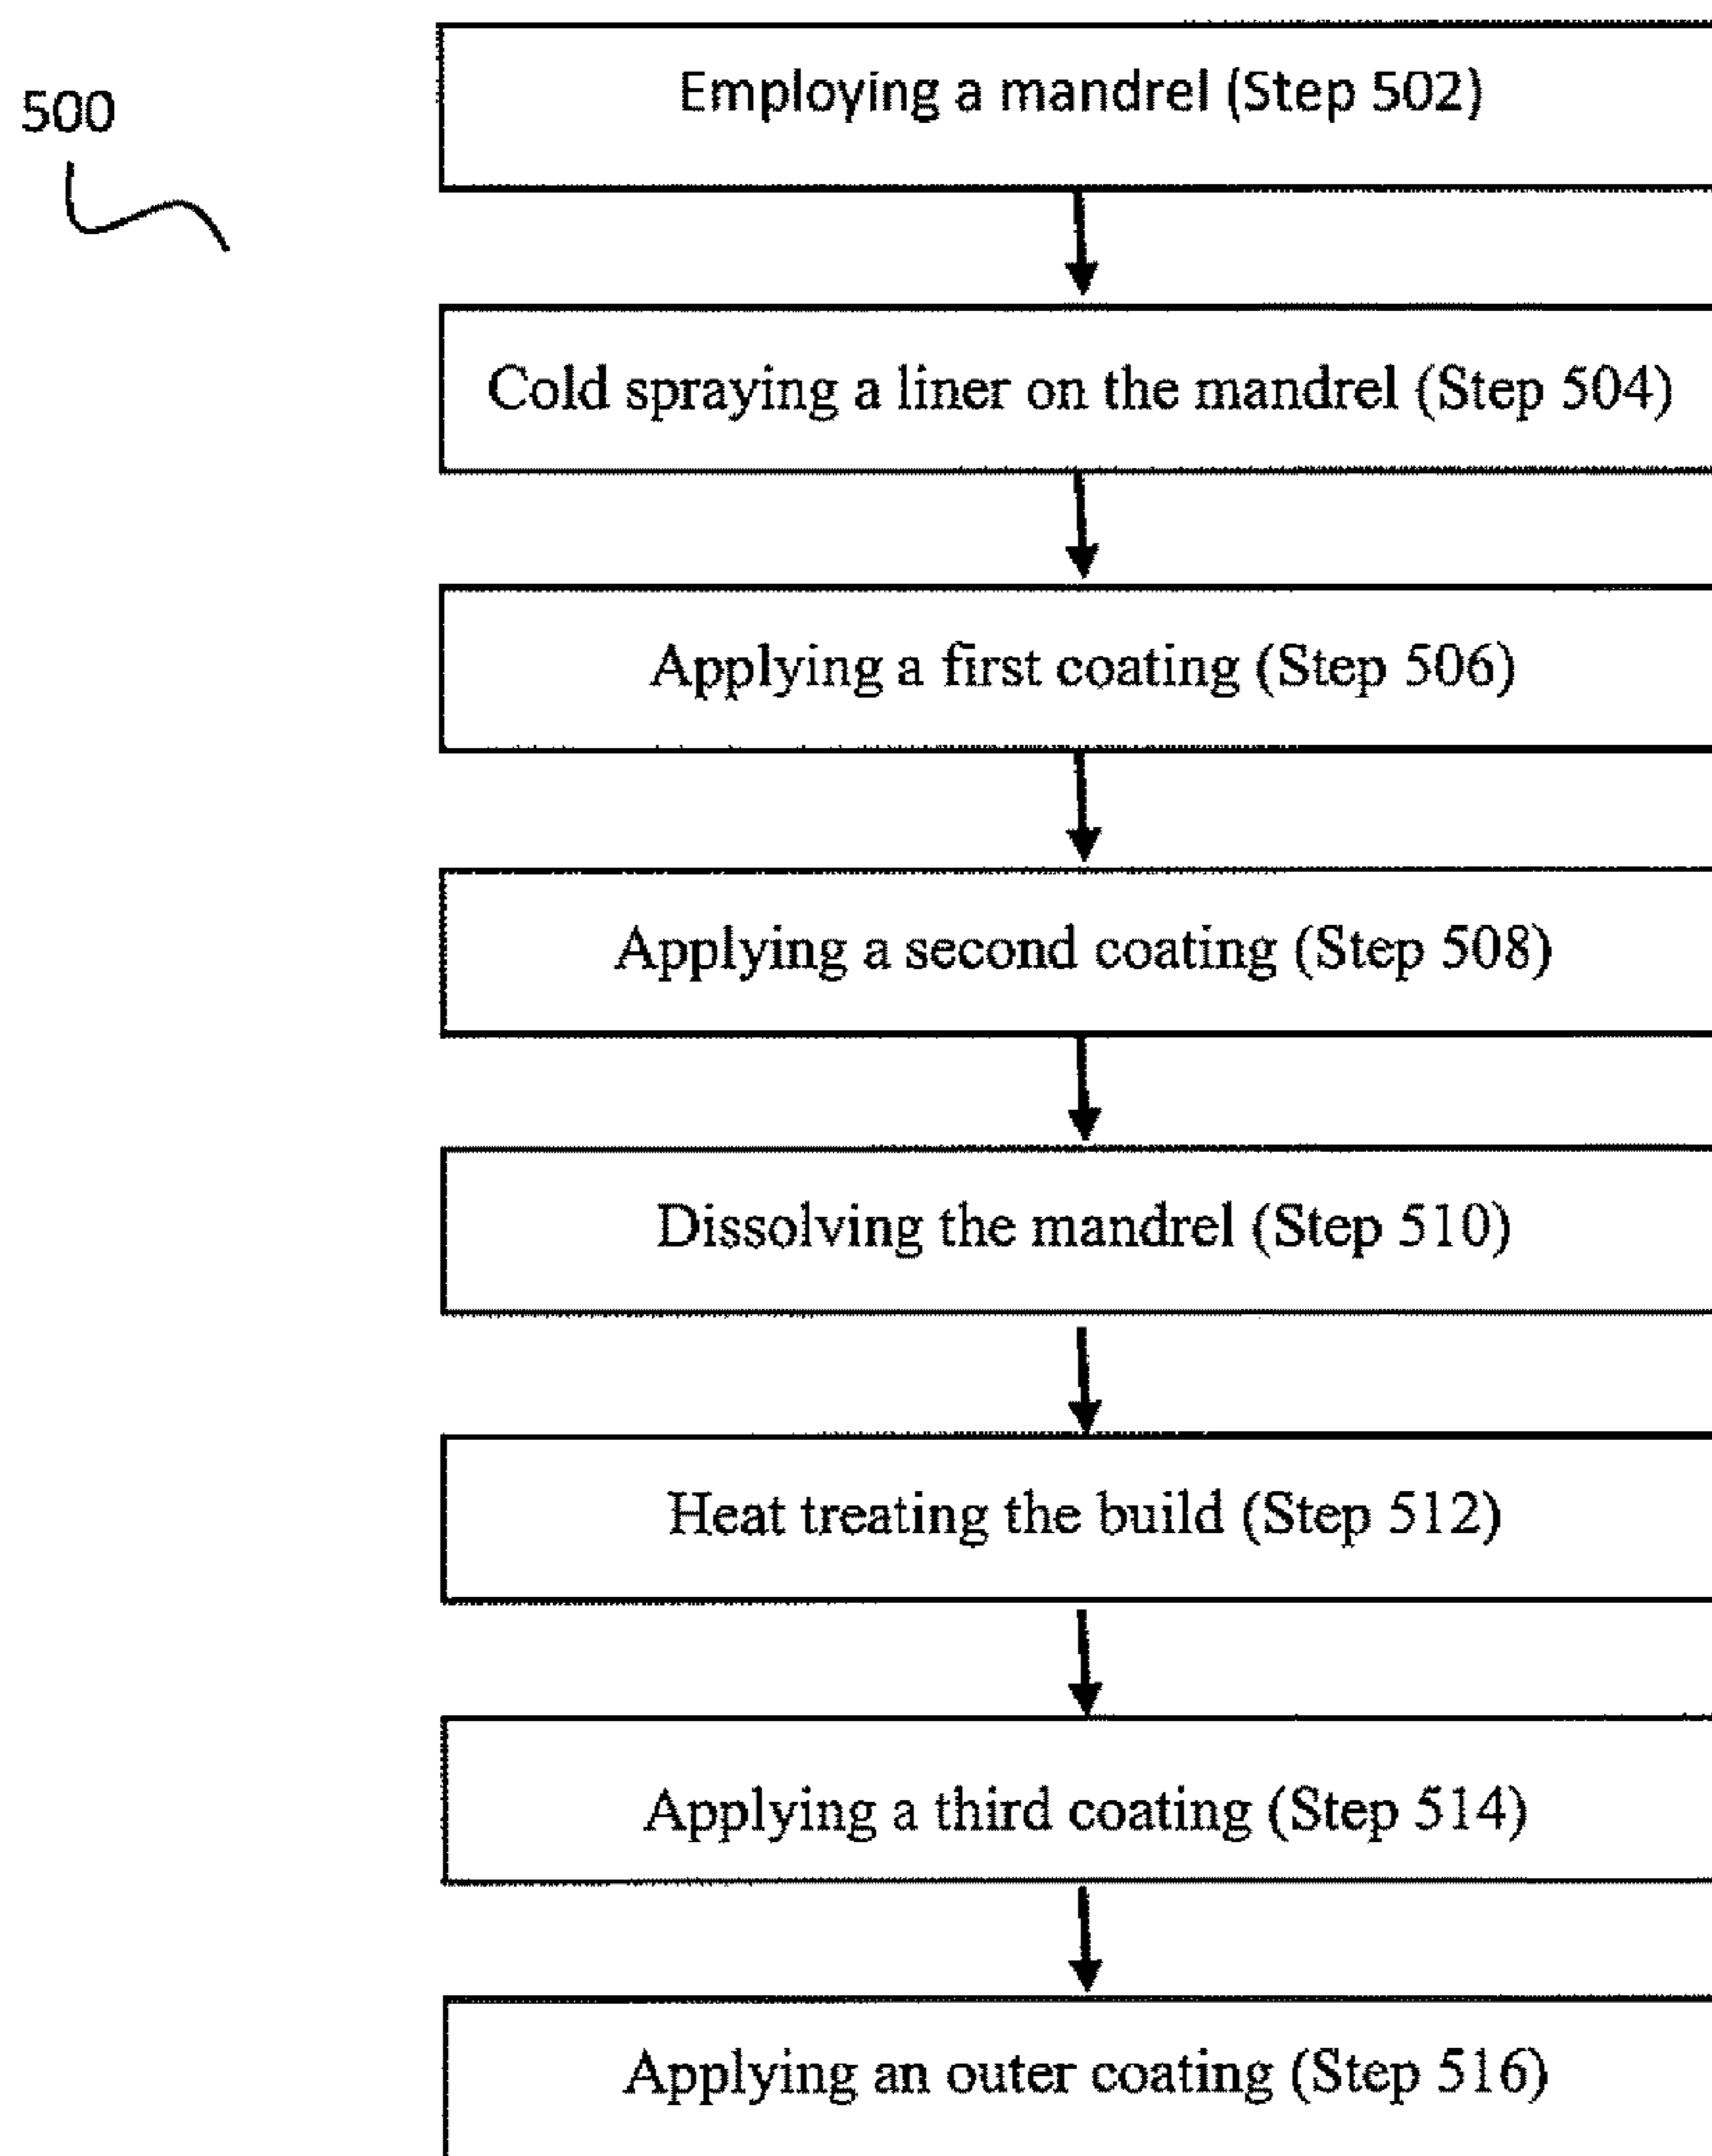 500
Employing a mandrel (Step 502)
Cold spraying a liner on the mandrel (Step 504)
Applying a first coating (Step 506)
Applying a second coating (Step 508)
Dissolving the mandrel (Step 510)
Heat treating the build (Step 512)
Applying a third coating (Step 514)
Applying an outer coating (Step 516)